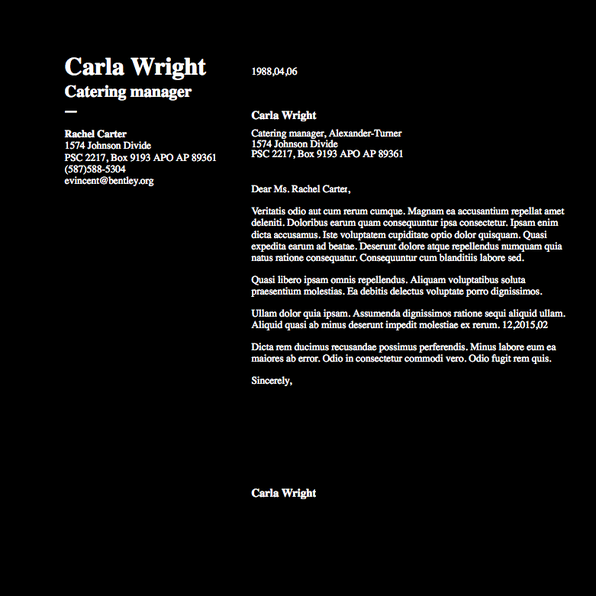 Carla Wright
Catering manager
—
Rachel Carter
1574 Johnson Divide
PSC 2217, Box 9193 APO AP 89361
(587)588-5304
evincent@bentley.org
1988,04,06
Carla Wright
Catering manager, Alexander-Turner
1574 Johnson Divide
PSC 2217, Box 9193 APO AP 89361
Dear Ms. Rachel Carter,
Veritatis odio aut cum rerum cumque. Magnam ea accusantium repellat amet
deleniti. Doloribus earum quam consequuntur ipsa consectetur. Ipsam enim
dicta accusamus. Iste voluptatem cupiditate optio dolor quisquam. Quasi
expedita earum ad beatae. Deserunt dolore atque repellendus numquam quia
natus ratione consequatur. Consequuntur cum blanditiis labore sed.
Quasi libero ipsam omnis repellendus. Aliquam voluptatibus soluta
praesentium molestias. Ea debitis delectus voluptate porro dignissimos.
Ullam dolor quia ipsam. Assumenda dignissimos ratione sequi aliquid ullam.
Aliquid quasi ab minus deserunt impedit molestiae ex rerum. 12,2015,02
Dicta rem ducimus recusandae possimus perferendis. Minus labore eum ea
maiores ab error. Odio in consectetur commodi vero. Odio fugit rem quis.
Sincerely,
Carla Wright